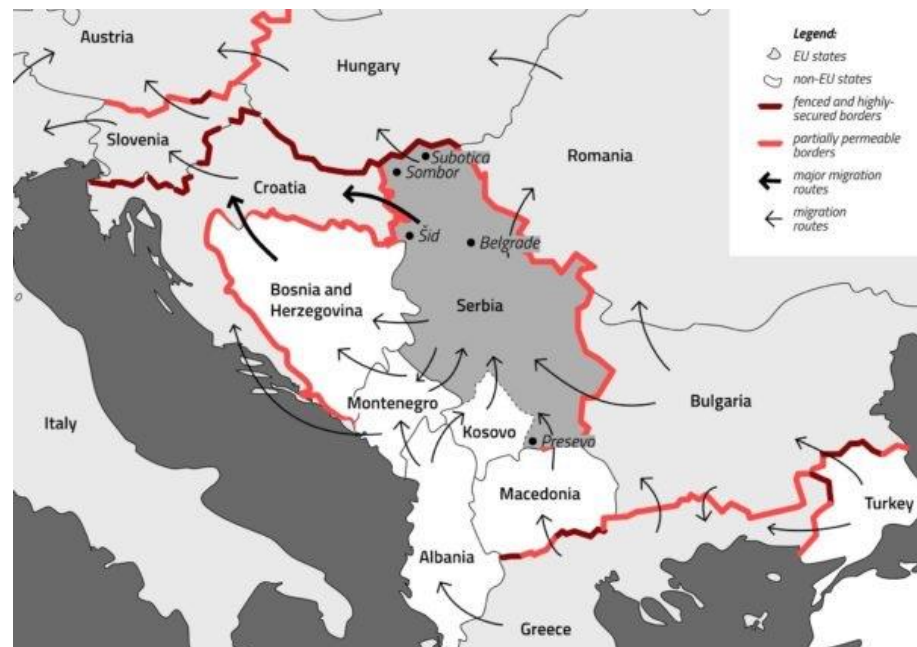 Austria
Hungary
Slovenia
Croatia
Romania
Subotica
Sombor
Šid
Belgrade
Bosnia and
Herzegovina
Serbia
Montenegro
Kosovo
Presevo
Italy
Bulgaria
Macedonia
Turkey
Albania
Greece
Legend:
EU states
non-EU states
fenced and highly-
secured borders
partially permeable
borders
major migration
routes
migration
routes